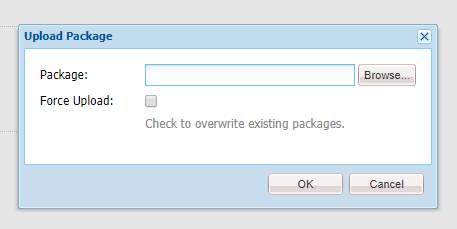 Upload Package
Package:
Browse...
Force Upload:
Check to overwrite existing packages.
OK
Cancel